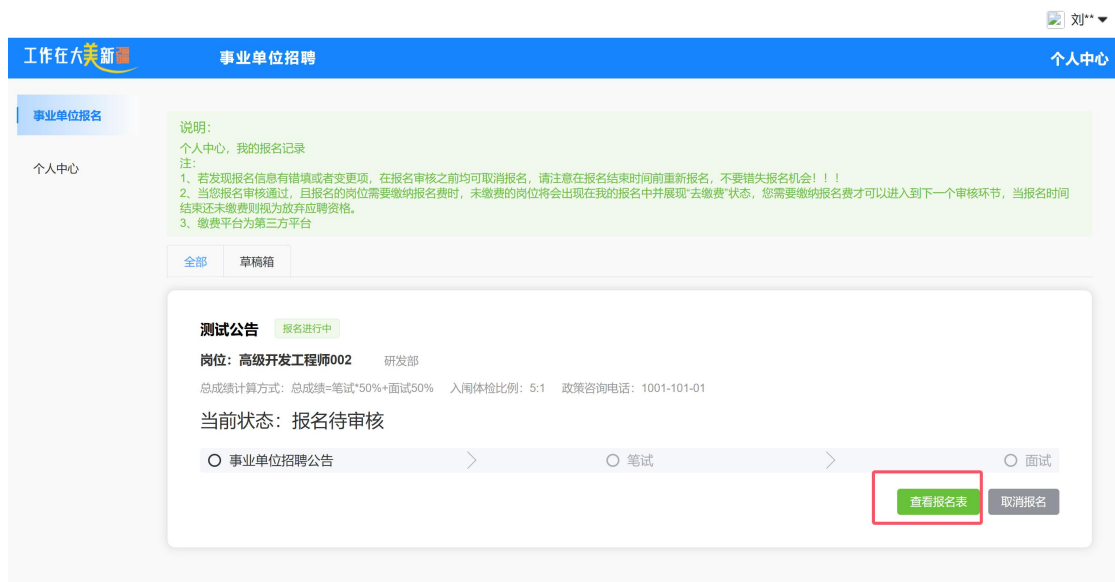 刘**
工作在大美新疆
事业单位招聘
个人中心
事业单位报名
个人中心
说明:
个人中心，我的报名记录
注:
1、若发现报名信息有错填或者变更项，在报名审核之前均可取消报名，请注意在报名结束时间前重新报名，不要错失报名机会！！！
2、当您报名审核通过，且报名的岗位需要缴纳报名费时，未缴费的岗位将会出现在我的报名中并展现“去缴费”状态，您需要缴纳报名费才可以进入到下一个审核环节，当报名时间
结束还未缴费则视为放弃应聘资格。
3、缴费平台为第三方平台
全部
草稿箱
测试公告 报名进行中
岗位：高级开发工程师002 研发部
总成绩计算方式：总成绩=笔试*50%+面试50% 入闱体检比例：5:1 政策咨询电话：1001-101-01
当前状态：报名待审核
事业单位招聘公告
笔试
面试
查看报名表
取消报名